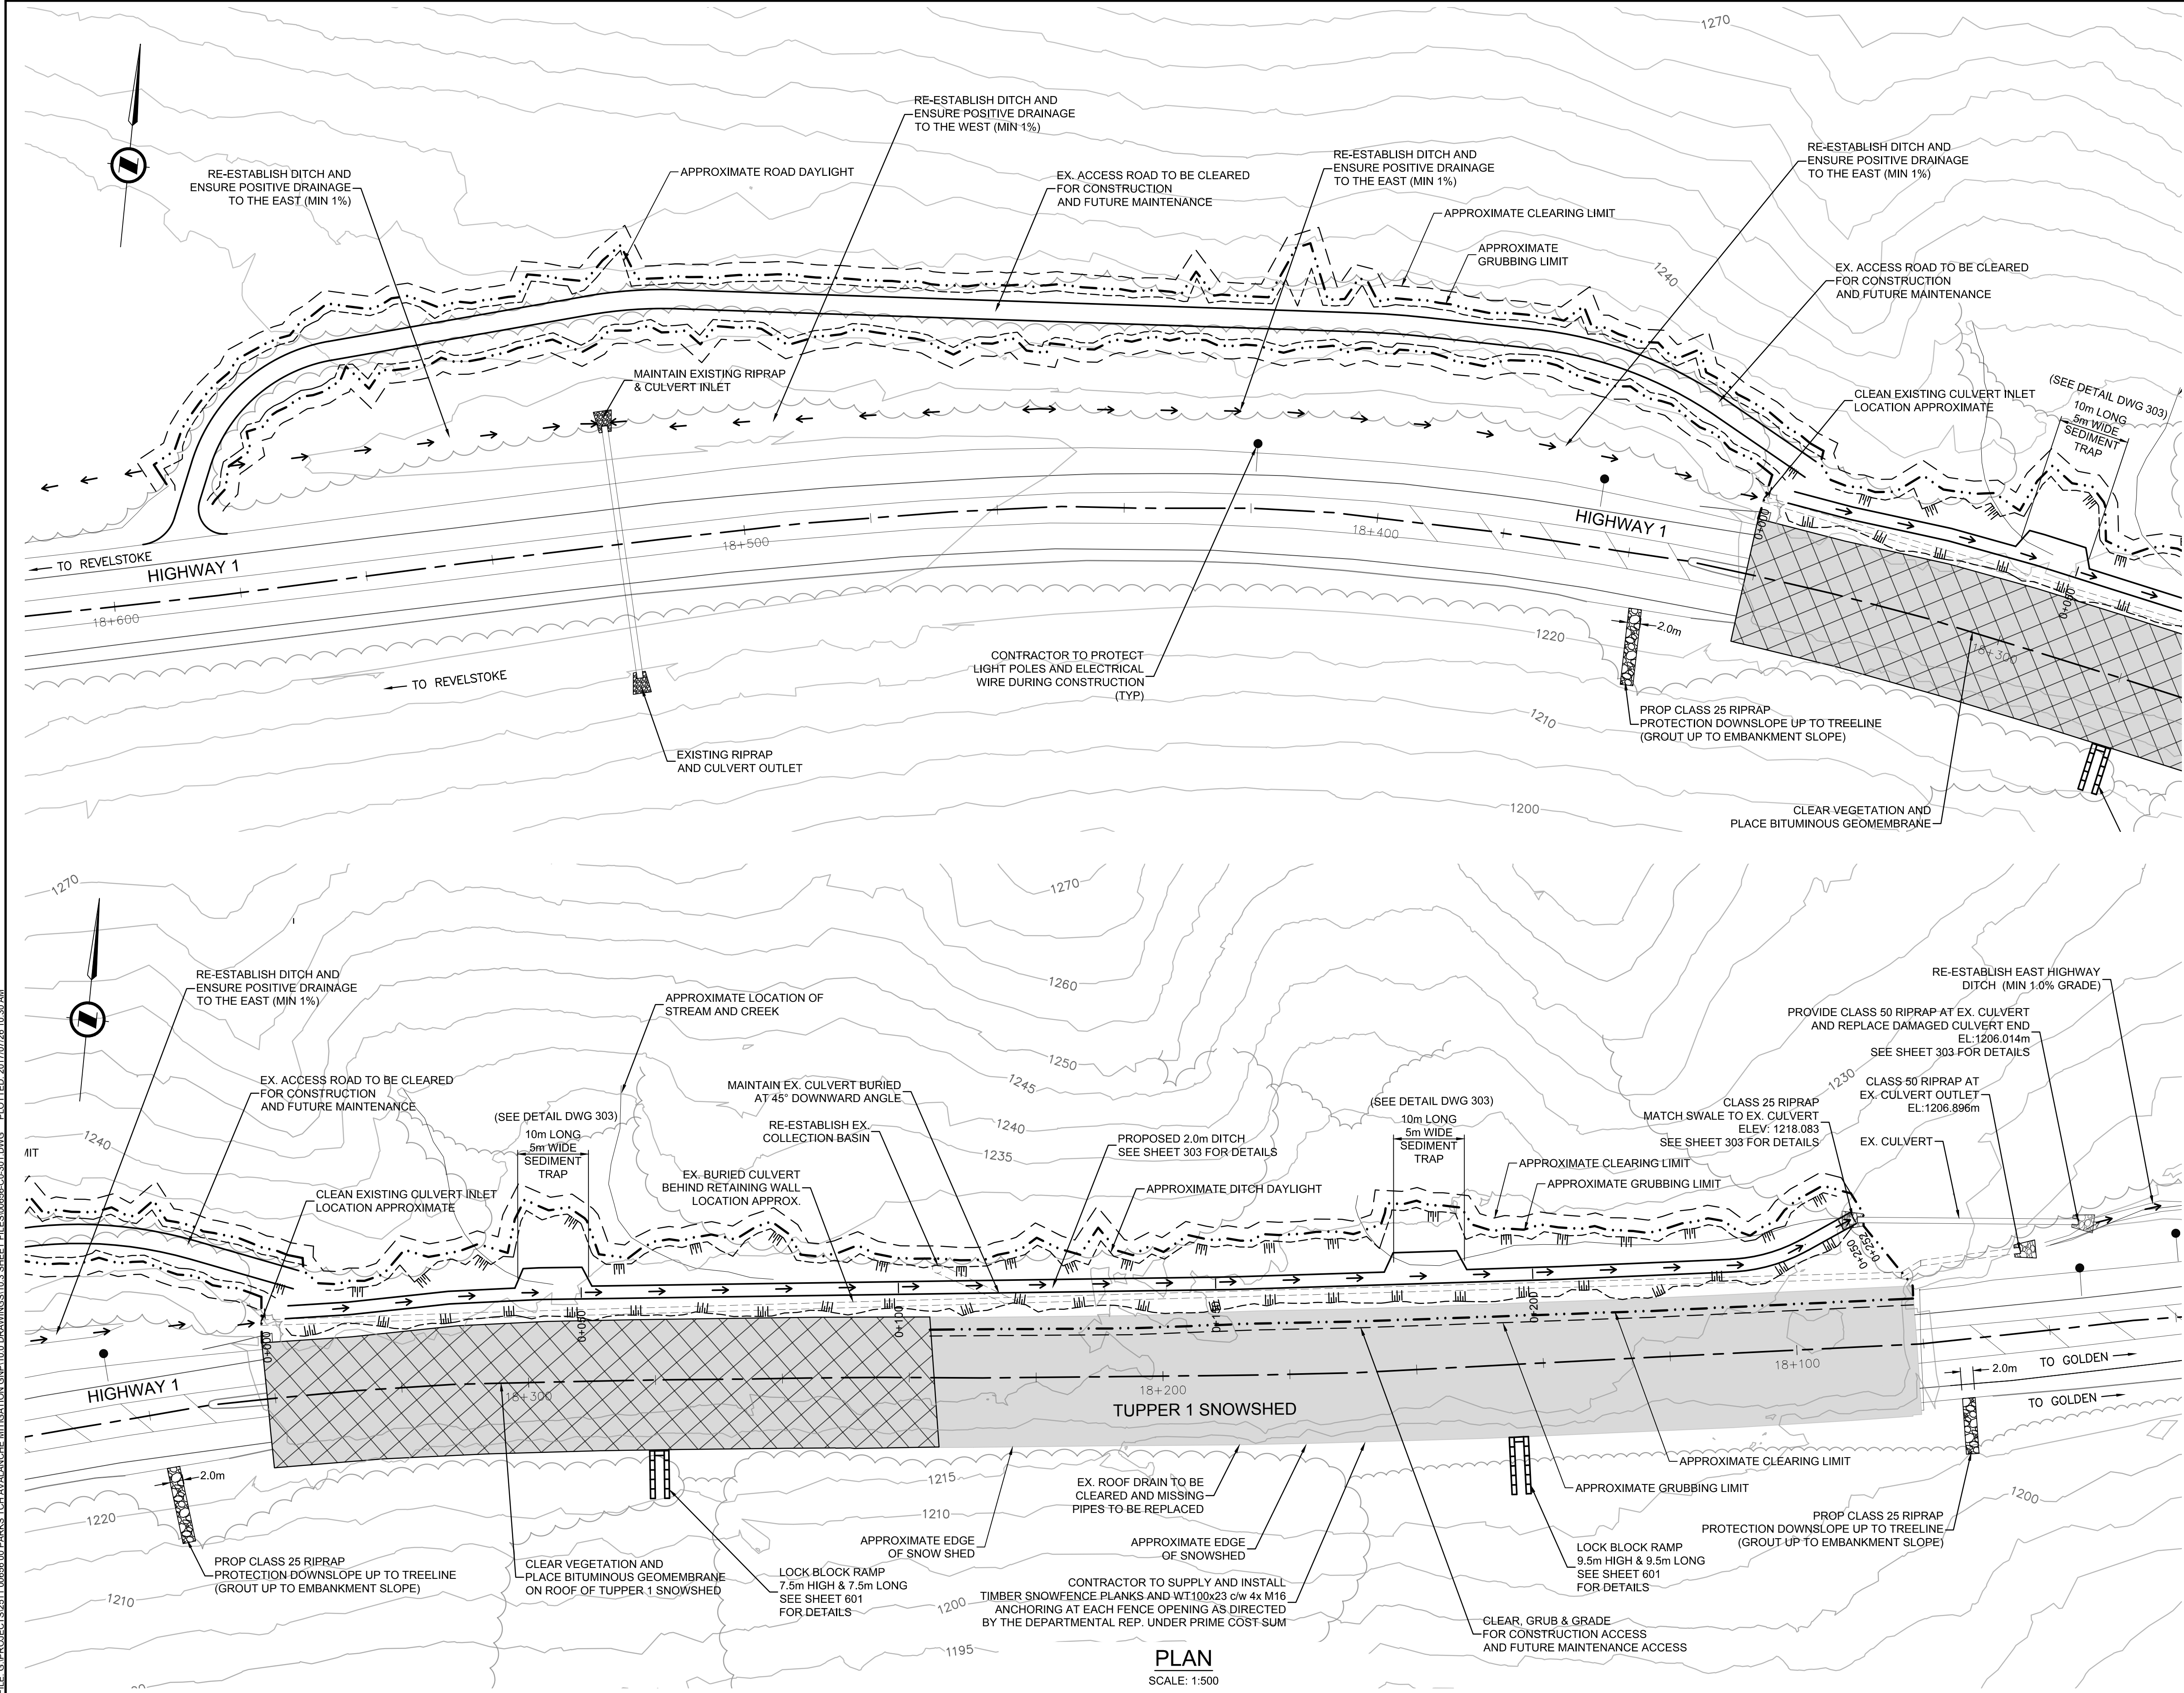 1270
RE-ESTABLISH DITCH AND
ENSURE POSITIVE DRAINAGE
TO THE WEST (MIN 1%)
RE-ESTABLISH DITCH AND
ENSURE POSITIVE DRAINAGE
TO THE EAST (MIN 1%)
APPROXIMATE ROAD DAYLIGHT
EX. ACCESS ROAD TO BE CLEARED
FOR CONSTRUCTION
AND FUTURE MAINTENANCE
RE-ESTABLISH DITCH AND
ENSURE POSITIVE DRAINAGE
TO THE EAST (MIN 1%)
RE-ESTABLISH DITCH AND
ENSURE POSITIVE DRAINAGE
TO THE EAST (MIN 1%)
APPROXIMATE CLEARING LIMIT
APPROXIMATE
GRUBBING LIMIT
1240
EX. ACCESS ROAD TO BE CLEARED
FOR CONSTRUCTION
AND FUTURE MAINTENANCE
MAINTAIN EXISTING RIPRAP
& CULVERT INLET
CLEAN EXISTING CULVERT INLET
LOCATION APPROXIMATE
(SEE DETAIL DWG 303)
10m LONG
5m WIDE
SEDIMENT
TRAP
TO REVELSTOKE
HIGHWAY 1
18+600
18+500
18+400
HIGHWAY 1
0+000
0+050
18+300
TO REVELSTOKE
CONTRACTOR TO PROTECT
LIGHT POLES AND ELECTRICAL
WIRE DURING CONSTRUCTION
(TYP)
1220
2.0m
1210
PROP CLASS 25 RIPRAP
PROTECTION DOWNSLOPE UP TO TREELINE
(GROUT UP TO EMBANKMENT SLOPE)
EXISTING RIPRAP
AND CULVERT OUTLET
1200
CLEAR VEGETATION AND
PLACE BITUMINOUS GEOMEMBRANE
1270
1270
1260
1250
1245
1240
1235
1230
1240
RE-ESTABLISH DITCH AND
ENSURE POSITIVE DRAINAGE
TO THE EAST (MIN 1%)
APPROXIMATE LOCATION OF
STREAM AND CREEK
RE-ESTABLISH EAST HIGHWAY
DITCH (MIN 1.0% GRADE)
PROVIDE CLASS 50 RIPRAP AT EX. CULVERT
AND REPLACE DAMAGED CULVERT END
EL:1206.014m
SEE SHEET 303 FOR DETAILS
EX. ACCESS ROAD TO BE CLEARED
FOR CONSTRUCTION
AND FUTURE MAINTENANCE
MAINTAIN EX. CULVERT BURIED
AT 45° DOWNWARD ANGLE
CLASS 50 RIPRAP AT
EX. CULVERT OUTLET
EL:1206.896m
(SEE DETAIL DWG 303)
10m LONG
5m WIDE
SEDIMENT
TRAP
RE-ESTABLISH EX.
COLLECTION BASIN
PROPOSED 2.0m DITCH
SEE SHEET 303 FOR DETAILS
(SEE DETAIL DWG 303)
10m LONG
5m WIDE
SEDIMENT
TRAP
CLASS 25 RIPRAP
MATCH SWALE TO EX. CULVERT
ELEV: 1218.083
SEE SHEET 303 FOR DETAILS
EX. CULVERT
MIT
CLEAN EXISTING CULVERT INLET
LOCATION APPROXIMATE
EX. BURIED CULVERT
BEHIND RETAINING WALL
LOCATION APPROX.
APPROXIMATE DITCH DAYLIGHT
APPROXIMATE CLEARING LIMIT
APPROXIMATE GRUBBING LIMIT
0+000
0+050
0+100
0+150
0+200
0+250
0+252
HIGHWAY 1
18+300
18+200
18+100
TUPPER 1 SNOWSHED
2.0m
TO GOLDEN
TO GOLDEN
2.0m
1220
1215
1210
1210
1200
1200
1195
PROP CLASS 25 RIPRAP
PROTECTION DOWNSLOPE UP TO TREELINE
(GROUT UP TO EMBANKMENT SLOPE)
CLEAR VEGETATION AND
PLACE BITUMINOUS GEOMEMBRANE
ON ROOF OF TUPPER 1 SNOWSHED
LOCK BLOCK RAMP
7.5m HIGH & 7.5m LONG
SEE SHEET 601
FOR DETAILS
APPROXIMATE EDGE
OF SNOW SHED
EX. ROOF DRAIN TO BE
CLEARED AND MISSING
PIPES TO BE REPLACED
APPROXIMATE EDGE
OF SNOWSHED
CONTRACTOR TO SUPPLY AND INSTALL
TIMBER SNOWFENCE PLANKS AND WT100x23 c/w 4x M16
ANCHORING AT EACH FENCE OPENING AS DIRECTED
BY THE DEPARTMENTAL REP. UNDER PRIME COST SUM
APPROXIMATE CLEARING LIMIT
APPROXIMATE GRUBBING LIMIT
LOCK BLOCK RAMP
9.5m HIGH & 9.5m LONG
SEE SHEET 601
FOR DETAILS
PROP CLASS 25 RIPRAP
PROTECTION DOWNSLOPE UP TO TREELINE
(GROUT UP TO EMBANKMENT SLOPE)
CLEAR, GRUB & GRADE
FOR CONSTRUCTION ACCESS
AND FUTURE MAINTENANCE ACCESS
PLAN
SCALE: 1:500